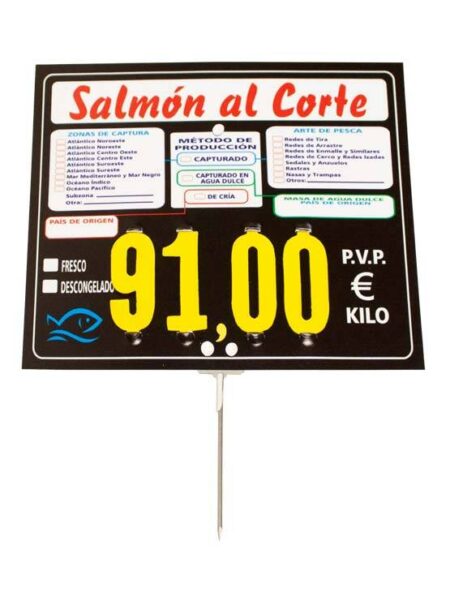 Salmón al Corte
ZONAS DE CAPTURA
Atlántico Noroeste
Atlántico Noreste
Atlántico Centro Oeste
Atlántico Centro Este
Atlántico Suroeste
Atlántico Sureste
Mar Mediterráneo y Mar Negro
Océano Índico
Océano Pacífico
Subzona
Otra:
MÉTODO DE
PRODUCCIÓN
CAPTURADO
CAPTURADO EN
AGUA DULCE
DE CRÍA
ARTE DE PESCA
Redes de Tira
Redes de Arrastre
Redes de Enmalle y Similares
Redes de Cerco y Redes Izadas
Sedales y Anzuelos
Rastras
Nasas y Trampas
Otros:
MASA DE AGUA DULCE
PAÍS DE ORIGEN
PAÍS DE ORIGEN
FRESCO
DESCONGELADO
91,00
P.V.P.
€
KILO